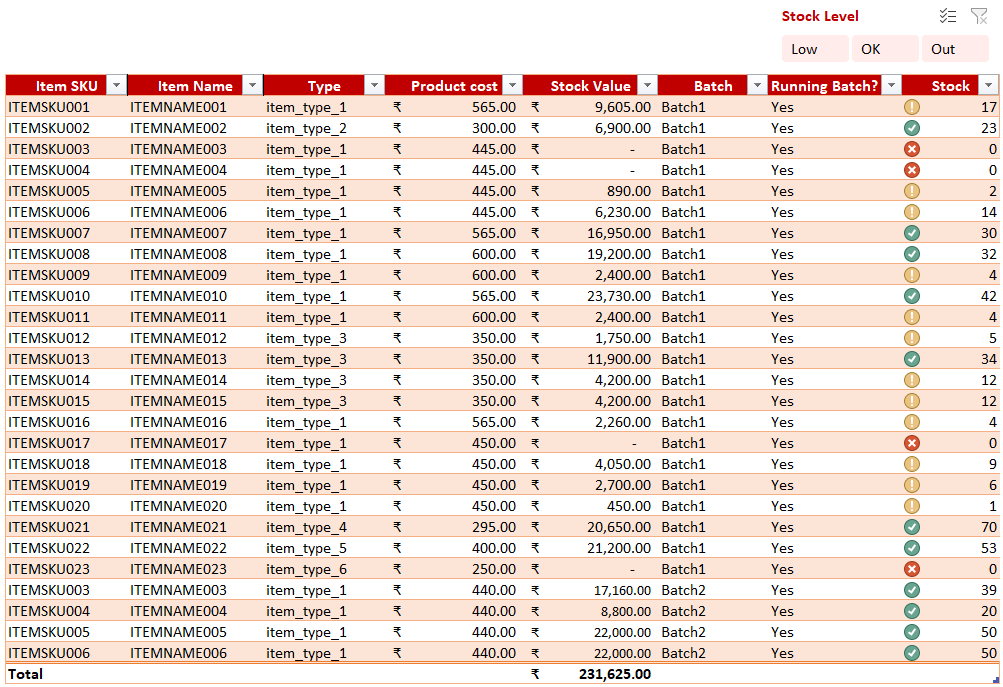 Stock Level
Low OK Out
Item SKU Item Name Type Product cost Stock Value Batch Running Batch? Stock
ITEMSKU001 ITEMNAME001 item_type_1 ₹ 565.00 ₹ 9,605.00 Batch1 Yes 17
ITEMSKU002 ITEMNAME002 item_type_2 ₹ 300.00 ₹ 6,900.00 Batch1 Yes 23
ITEMSKU003 ITEMNAME003 item_type_1 ₹ 445.00 ₹ - Batch1 Yes 0
ITEMSKU004 ITEMNAME004 item_type_1 ₹ 445.00 ₹ - Batch1 Yes 0
ITEMSKU005 ITEMNAME005 item_type_1 ₹ 445.00 ₹ 890.00 Batch1 Yes 2
ITEMSKU006 ITEMNAME006 item_type_1 ₹ 445.00 ₹ 6,230.00 Batch1 Yes 14
ITEMSKU007 ITEMNAME007 item_type_1 ₹ 565.00 ₹ 16,950.00 Batch1 Yes 30
ITEMSKU008 ITEMNAME008 item_type_1 ₹ 600.00 ₹ 19,200.00 Batch1 Yes 32
ITEMSKU009 ITEMNAME009 item_type_1 ₹ 600.00 ₹ 2,400.00 Batch1 Yes 4
ITEMSKU010 ITEMNAME010 item_type_1 ₹ 565.00 ₹ 23,730.00 Batch1 Yes 42
ITEMSKU011 ITEMNAME011 item_type_1 ₹ 600.00 ₹ 2,400.00 Batch1 Yes 4
ITEMSKU012 ITEMNAME012 item_type_3 ₹ 350.00 ₹ 1,750.00 Batch1 Yes 5
ITEMSKU013 ITEMNAME013 item_type_3 ₹ 350.00 ₹ 11,900.00 Batch1 Yes 34
ITEMSKU014 ITEMNAME014 item_type_3 ₹ 350.00 ₹ 4,200.00 Batch1 Yes 12
ITEMSKU015 ITEMNAME015 item_type_3 ₹ 350.00 ₹ 4,200.00 Batch1 Yes 12
ITEMSKU016 ITEMNAME016 item_type_1 ₹ 565.00 ₹ 2,260.00 Batch1 Yes 4
ITEMSKU017 ITEMNAME017 item_type_1 ₹ 450.00 ₹ - Batch1 Yes 0
ITEMSKU018 ITEMNAME018 item_type_1 ₹ 450.00 ₹ 4,050.00 Batch1 Yes 9
ITEMSKU019 ITEMNAME019 item_type_1 ₹ 450.00 ₹ 2,700.00 Batch1 Yes 6
ITEMSKU020 ITEMNAME020 item_type_1 ₹ 450.00 ₹ 450.00 Batch1 Yes 1
ITEMSKU021 ITEMNAME021 item_type_4 ₹ 295.00 ₹ 20,650.00 Batch1 Yes 70
ITEMSKU022 ITEMNAME022 item_type_5 ₹ 400.00 ₹ 21,200.00 Batch1 Yes 53
ITEMSKU023 ITEMNAME023 item_type_6 ₹ 250.00 ₹ - Batch1 Yes 0
ITEMSKU003 ITEMNAME003 item_type_1 ₹ 440.00 ₹ 17,160.00 Batch2 Yes 39
ITEMSKU004 ITEMNAME004 item_type_1 ₹ 440.00 ₹ 8,800.00 Batch2 Yes 20
ITEMSKU005 ITEMNAME005 item_type_1 ₹ 440.00 ₹ 22,000.00 Batch2 Yes 50
ITEMSKU006 ITEMNAME006 item_type_1 ₹ 440.00 ₹ 22,000.00 Batch2 Yes 50
Total ₹ 231,625.00